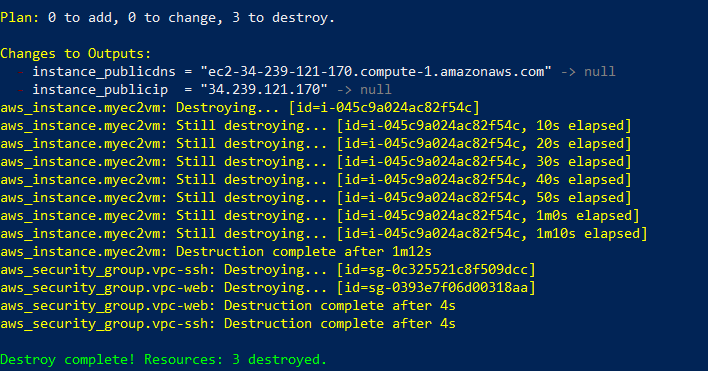 Plan: 0 to add, 0 to change, 3 to destroy.
Changes to Outputs:
- instance_publicdns = "ec2-34-239-121-170.compute-1.amazonaws.com" -> null
- instance_publicip  = "34.239.121.170" -> null
aws_instance.myec2vm: Destroying... [id=i-045c9a024ac82f54c]
aws_instance.myec2vm: Still destroying... [id=i-045c9a024ac82f54c, 10s elapsed]
aws_instance.myec2vm: Still destroying... [id=i-045c9a024ac82f54c, 20s elapsed]
aws_instance.myec2vm: Still destroying... [id=i-045c9a024ac82f54c, 30s elapsed]
aws_instance.myec2vm: Still destroying... [id=i-045c9a024ac82f54c, 40s elapsed]
aws_instance.myec2vm: Still destroying... [id=i-045c9a024ac82f54c, 50s elapsed]
aws_instance.myec2vm: Still destroying... [id=i-045c9a024ac82f54c, 1m0s elapsed]
aws_instance.myec2vm: Still destroying... [id=i-045c9a024ac82f54c, 1m10s elapsed]
aws_instance.myec2vm: Destruction complete after 1m12s
aws_security_group.vpc-ssh: Destroying... [id=sg-0c325521c8f509dcc]
aws_security_group.vpc-web: Destroying... [id=sg-0393e7f06d00318aa]
aws_security_group.vpc-web: Destruction complete after 4s
aws_security_group.vpc-ssh: Destruction complete after 4s
Destroy complete! Resources: 3 destroyed.